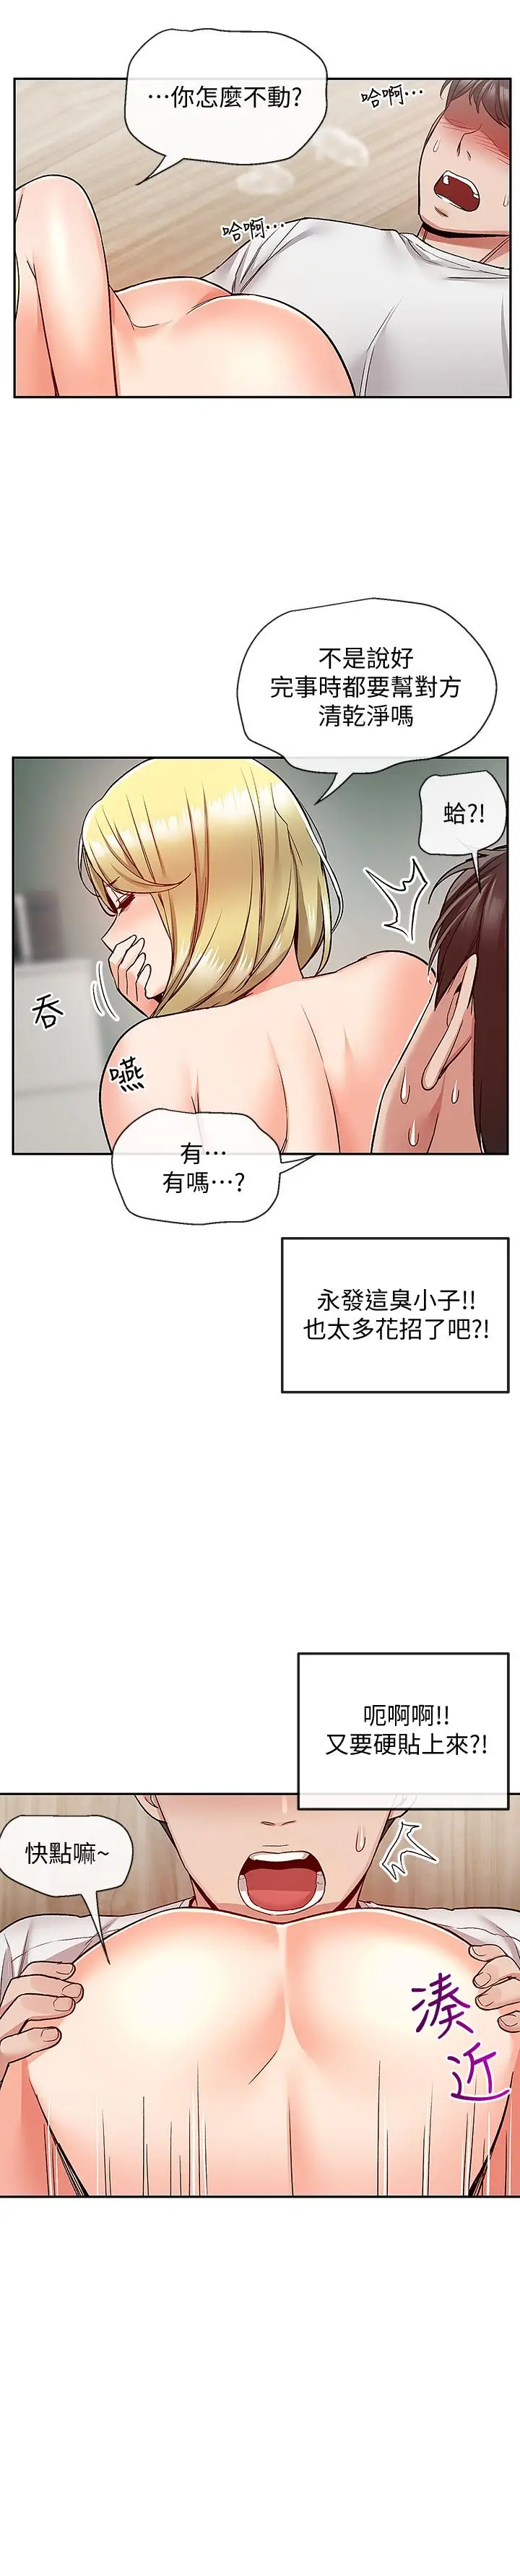 …你怎麼不動?
哈啊…
哈啊…
不是說好
完事時都要幫對方
清乾淨嗎
蛤?!
吞
嚥
有…
有嗎…?
永發這臭小子!!
也太多花招了吧?!
呃啊啊!!
又要硬貼上來?!
快點嘛~
湊
近